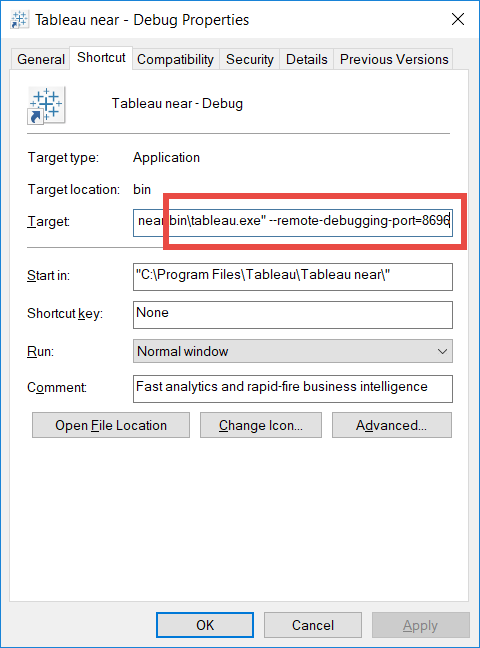 Tableau near - Debug Properties
General Shortcut Compatibility Security Details Previous Versions
Tableau near - Debug
Target type: Application
Target location: bin
Target: near\bin\tableau.exe" --remote-debugging-port=8696
Start in: "C:\Program Files\Tableau\Tableau near\"
Shortcut key: None
Run: Normal window
Comment: Fast analytics and rapid-fire business intelligence
Open File Location Change Icon... Advanced...
OK Cancel Apply